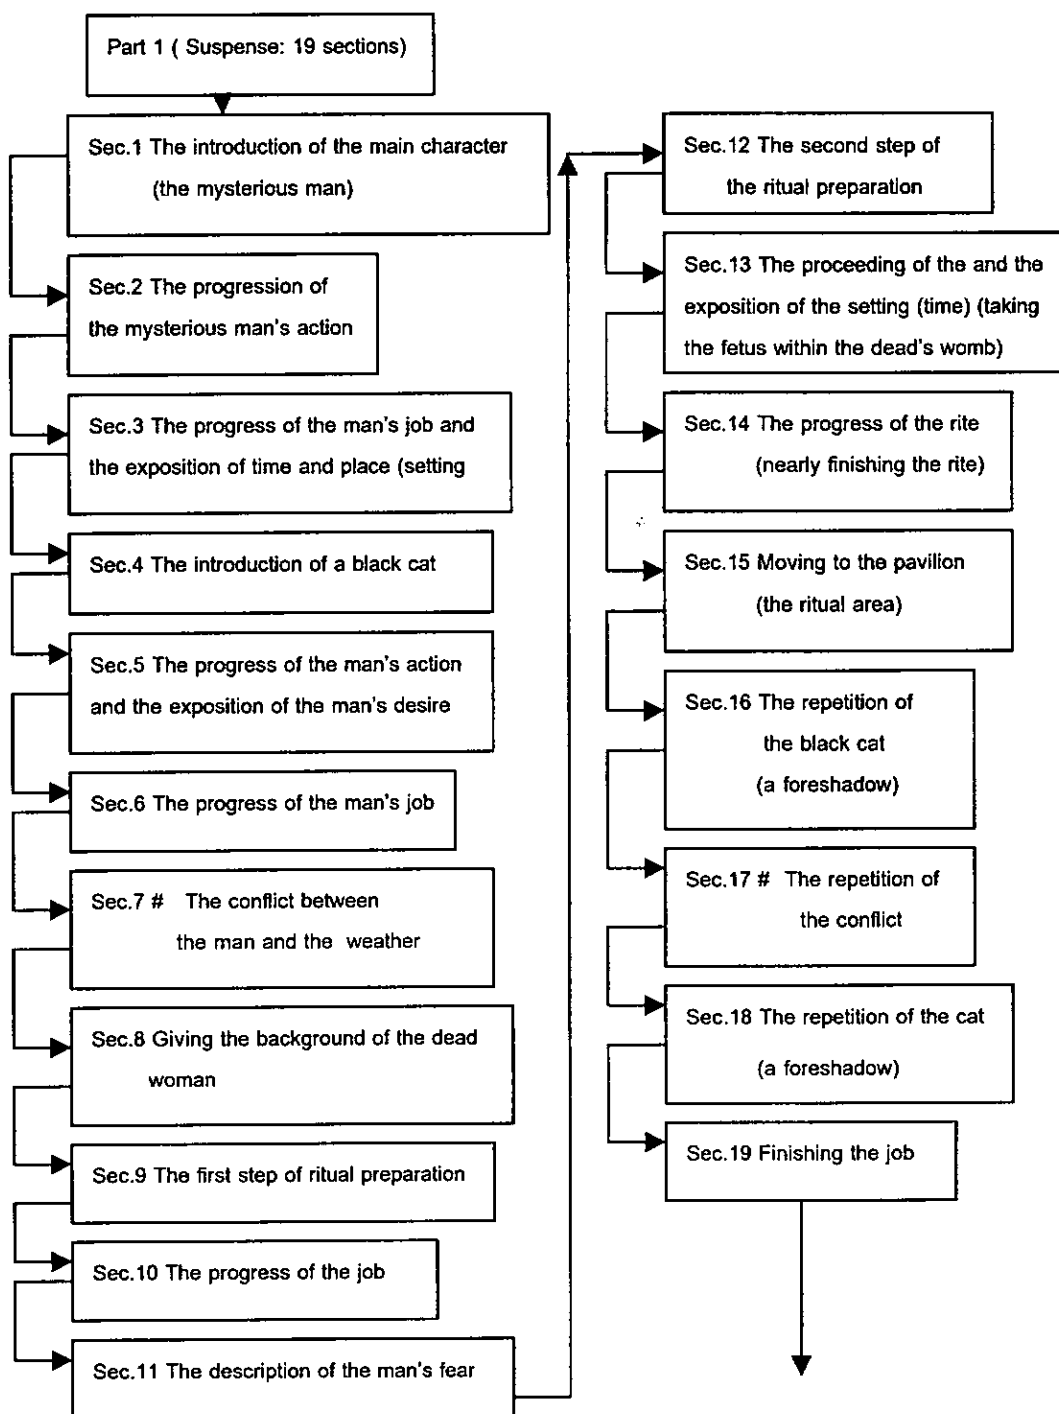 Part 1 ( Suspense: 19 sections)
Sec.1 The introduction of the main character
(the mysterious man)
Sec.2 The progression of
the mysterious man's action
Sec.3 The progress of the man's job and
the exposition of time and place (setting
Sec.4 The introduction of a black cat
Sec.5 The progress of the man's action
and the exposition of the man's desire
Sec.6 The progress of the man's job
Sec.7 # The conflict between
the man and the weather
Sec.8 Giving the background of the dead
woman
Sec.9 The first step of ritual preparation
Sec.10 The progress of the job
Sec.11 The description of the man's fear
Sec.12 The second step of
the ritual preparation
Sec.13 The proceeding of the and the
exposition of the setting (time) (taking
the fetus within the dead's womb)
Sec.14 The progress of the rite
(nearly finishing the rite)
Sec.15 Moving to the pavilion
(the ritual area)
Sec.16 The repetition of
the black cat
(a foreshadow)
Sec.17 # The repetition of
the conflict
Sec.18 The repetition of the cat
(a foreshadow)
Sec.19 Finishing the job